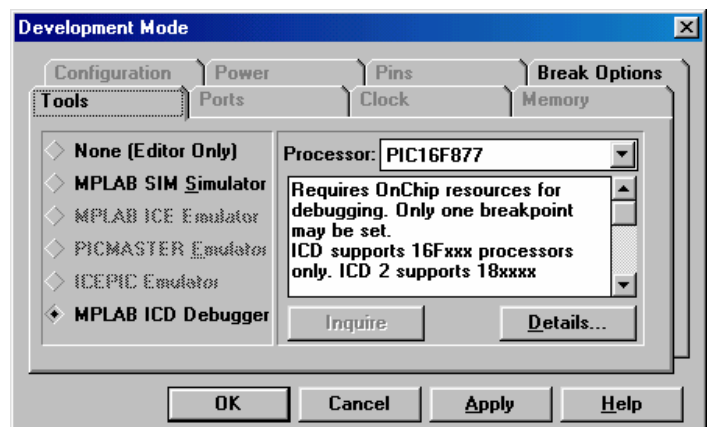 Development Mode
Configuration Power Pins Break Options
Tools Ports Clock Memory
None (Editor Only)
MPLAB SIM Simulator
MPLAB ICE Emulator
PICMASTER Emulator
ICEPIC Emulator
MPLAB ICD Debugger
Processor: PIC16F877
Requires OnChip resources for
debugging. Only one breakpoint
may be set.
ICD supports 16Fxxx processors
only. ICD 2 supports 18xxxx
Inquire Details...
OK Cancel Apply Help